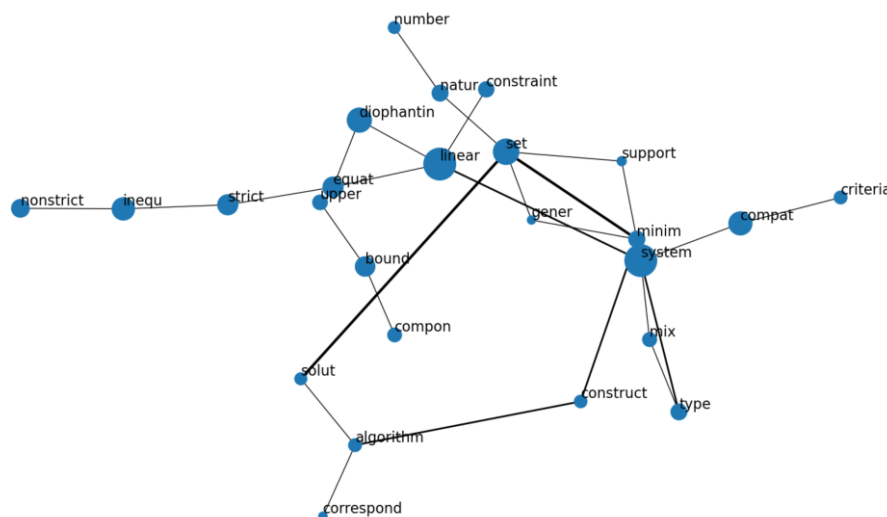 number
natur
constraint
diophantin
linear
set
support
equat
upper
nonstrict
inequ
strict
gener
minim
compat
criteria
system
bound
compon
mix
solut
construct
type
algorithm
correspond